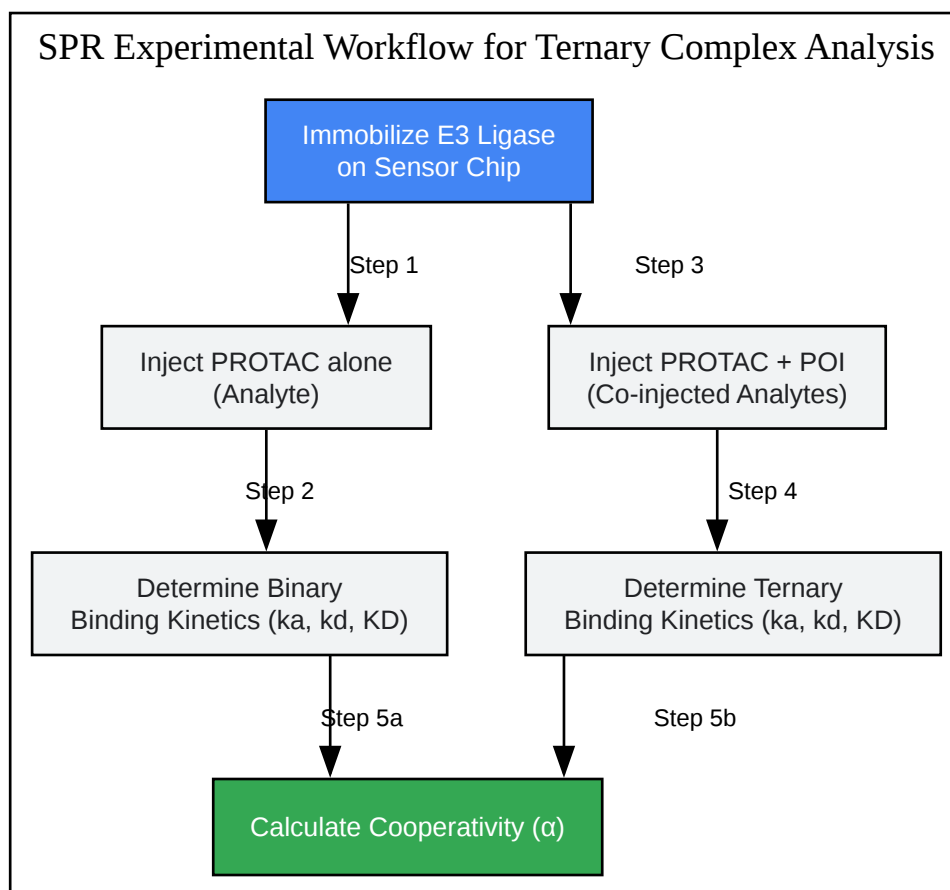 SPR Experimental Workflow for Ternary Complex Analysis
Immobilize E3 Ligase
on Sensor Chip
Step 1
Step 3
Inject PROTAC alone
(Analyte)
Inject PROTAC + POI
(Co-injected Analytes)
Step 2
Step 4
Determine Binary
Binding Kinetics (ka, kd, KD)
Determine Ternary
Binding Kinetics (ka, kd, KD)
Step 5a
Step 5b
Calculate Cooperativity (α)